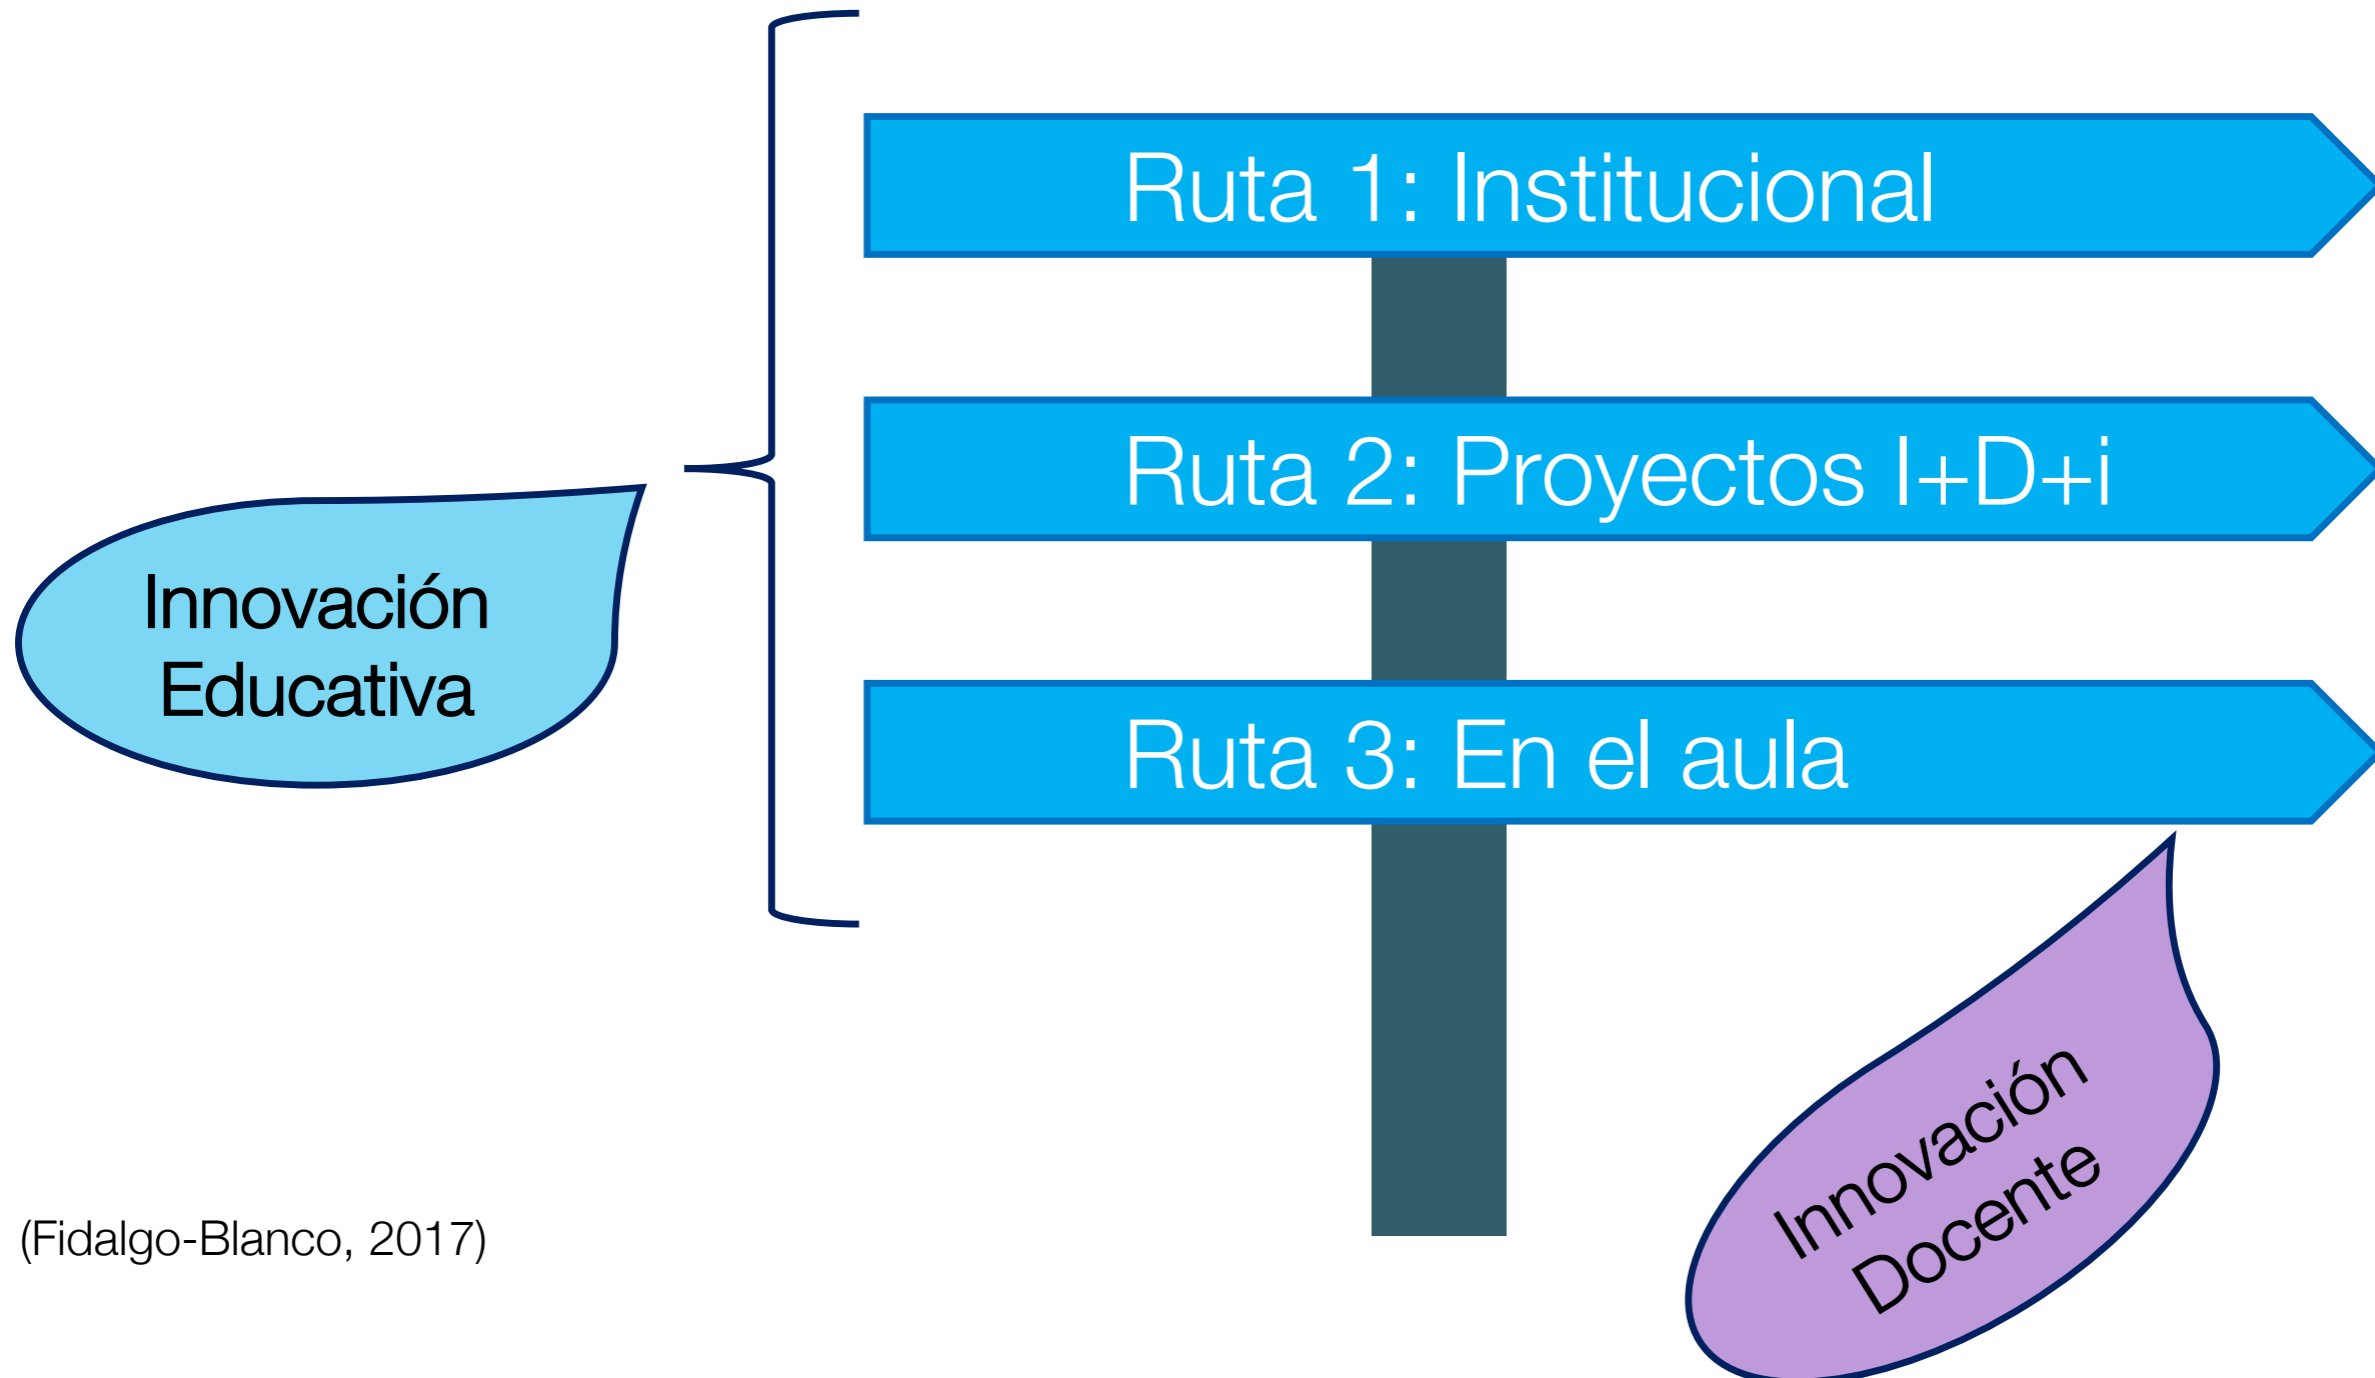 Ruta 1: Institucional
Ruta 2: Proyectos I+D+i
Innovación
Educativa
Ruta 3: En el aula
Innovación
Docente
(Fidalgo-Blanco, 2017)